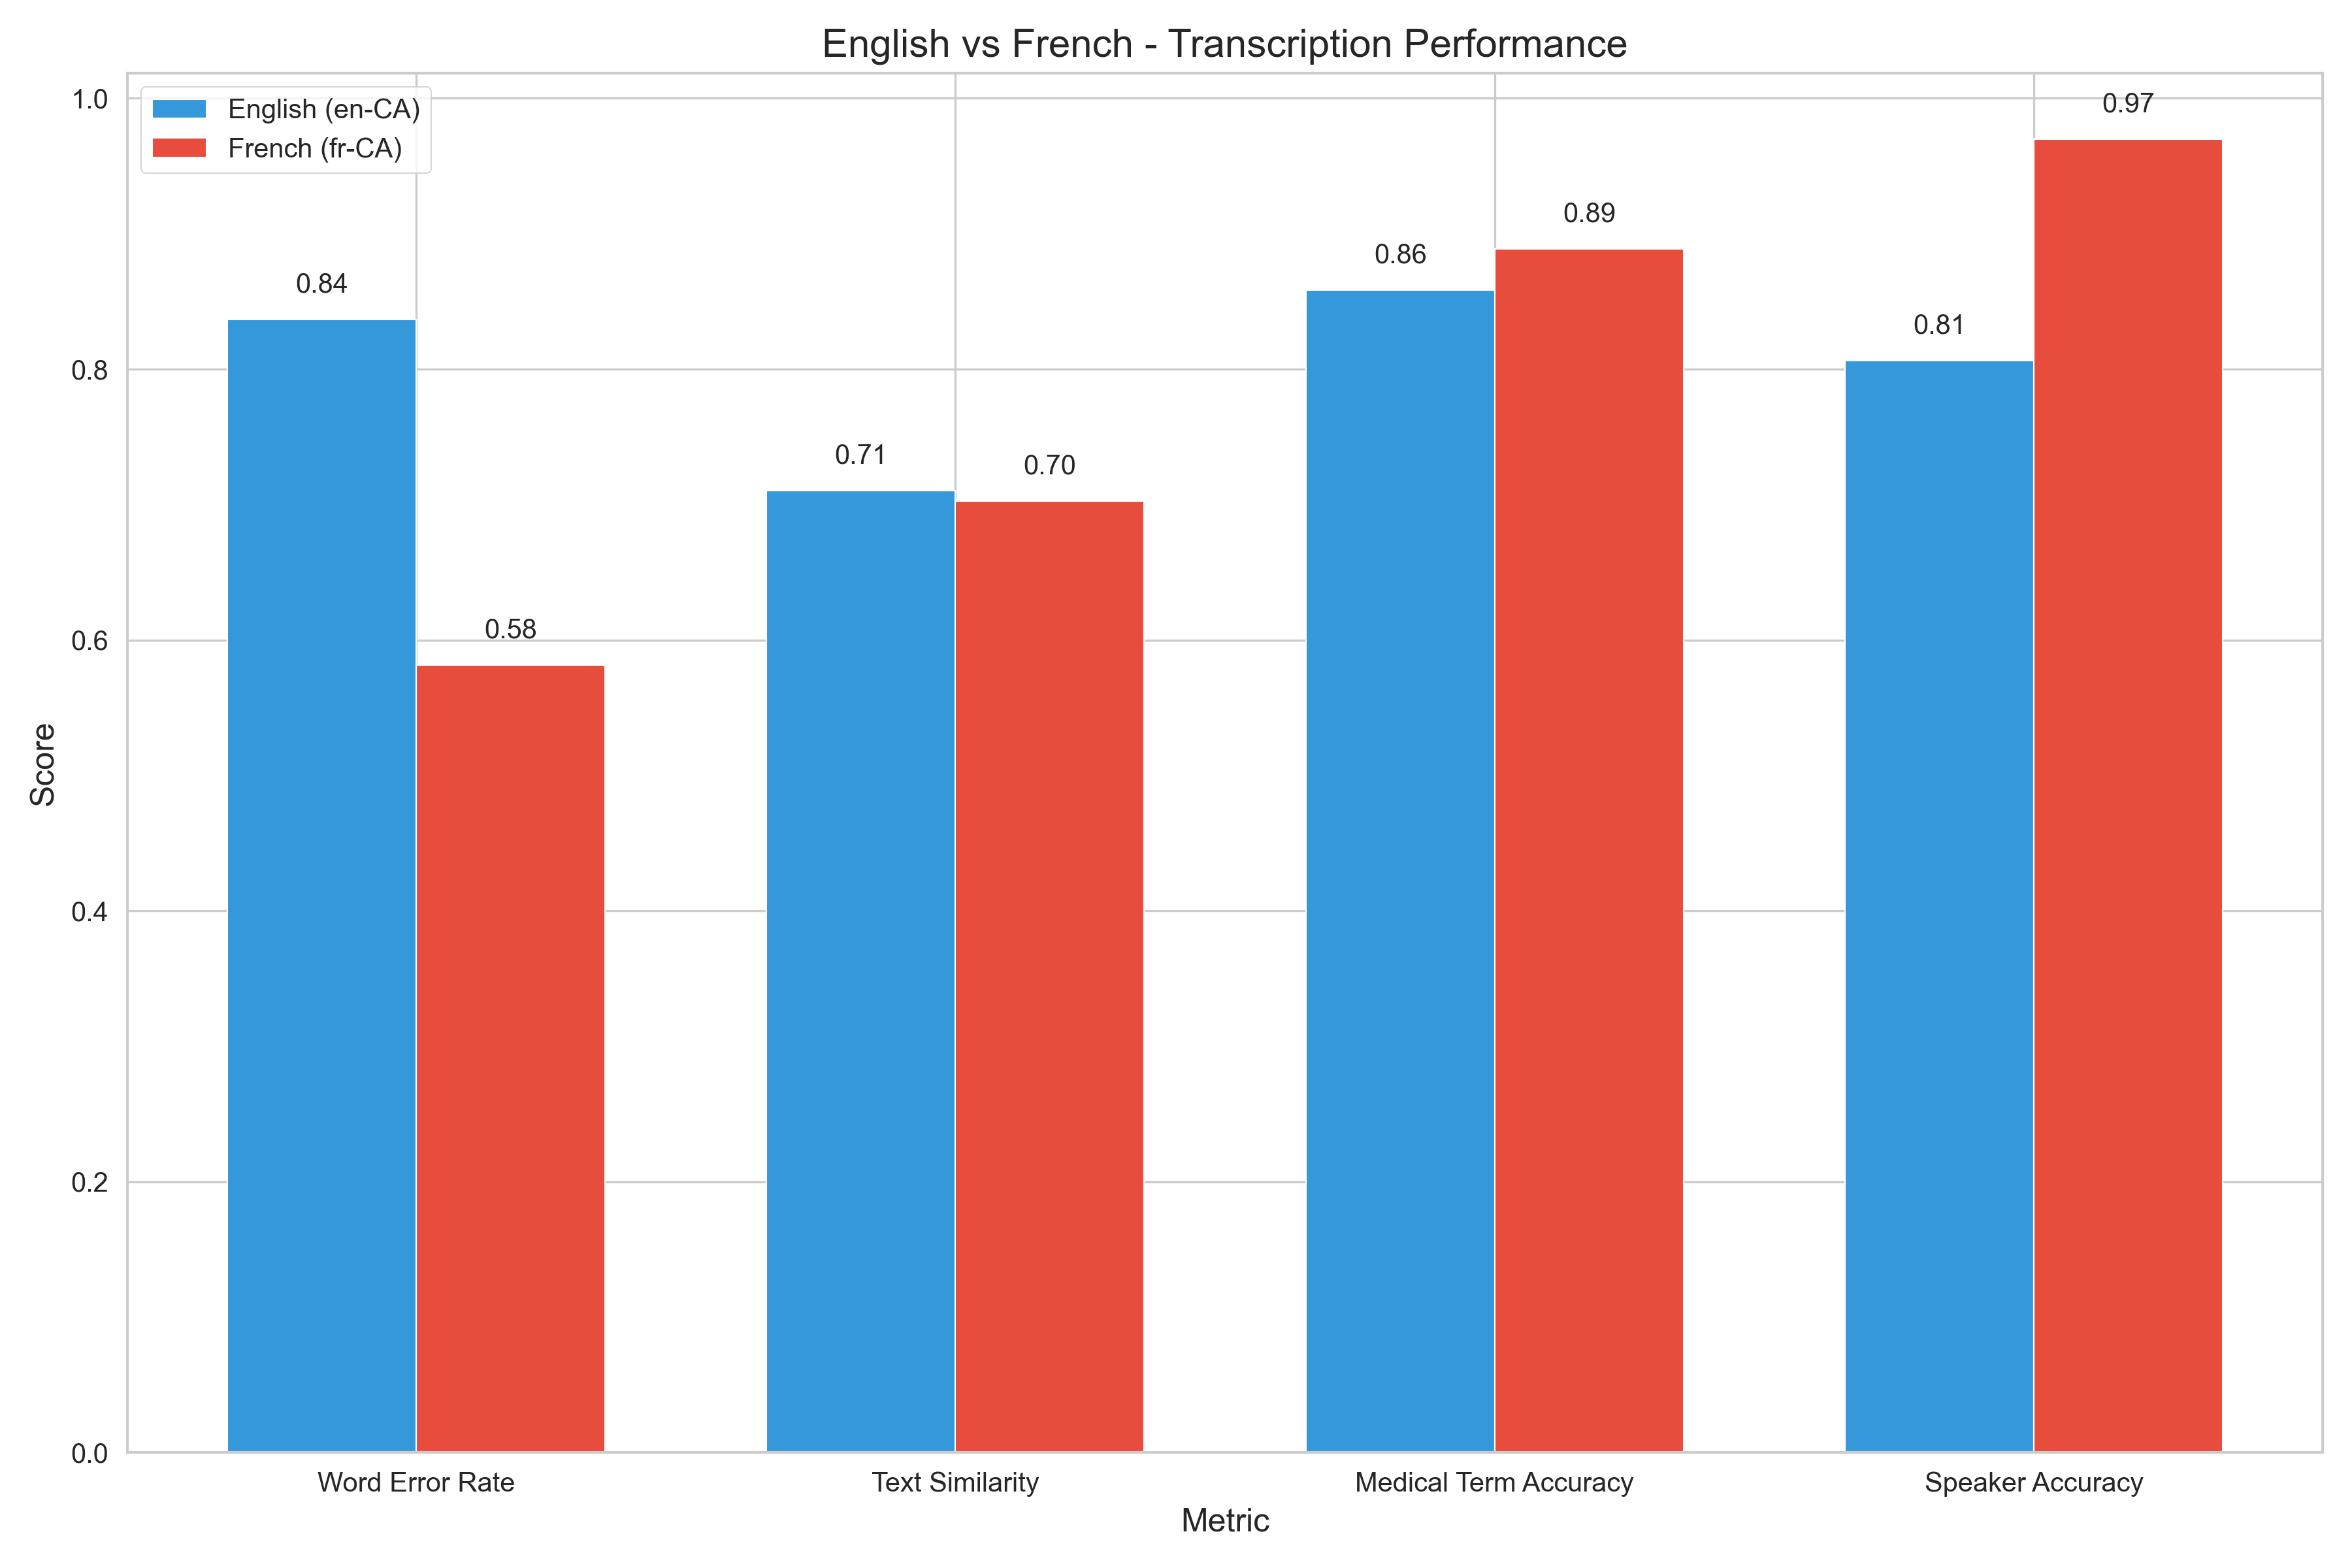 English vs French - Transcription Performance
1.0
0.8
0.6
0.4
0.2
0.0
Score
English (en-CA)
French (fr-CA)
0.84
0.58
0.71
0.70
0.86
0.89
0.81
0.97
Word Error Rate
Text Similarity
Medical Term Accuracy
Speaker Accuracy
Metric